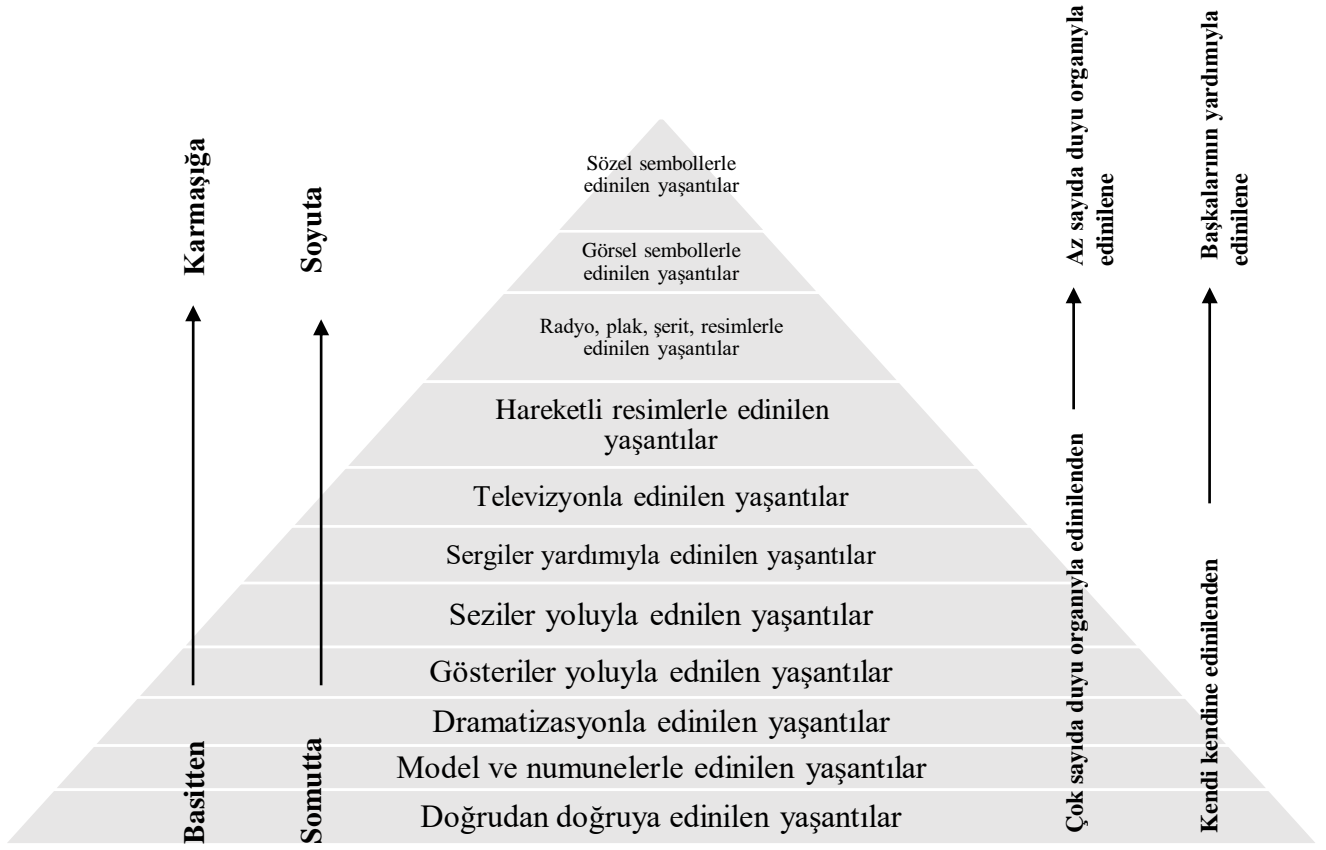 Sözel sembollerle
edinilen yaşantılar
Görsel sembollerle
edinilen yaşantılar
Radyo, plak, şerit, resimlerle
edinilen yaşantılar
Hareketli resimlerle edinilen
yaşantılar
Televizyonla edinilen yaşantılar
Sergiler yardımıyla edinilen yaşantılar
Seziler yoluyla ednilen yaşantılar
Gösteriler yoluyla ednilen yaşantılar
Dramatizasyonla edinilen yaşantılar
Model ve numunelerle edinilen yaşantılar
Doğrudan doğruya edinilen yaşantılar
Basitten
Karmaşığa
Somutta
Soyuta
Çok sayıda duyu organıyla edinilenden
Az sayıda duyu organıyla
edinilene
Kendi kendine edinilenden
Başkalarının yardımıyla
edinilene